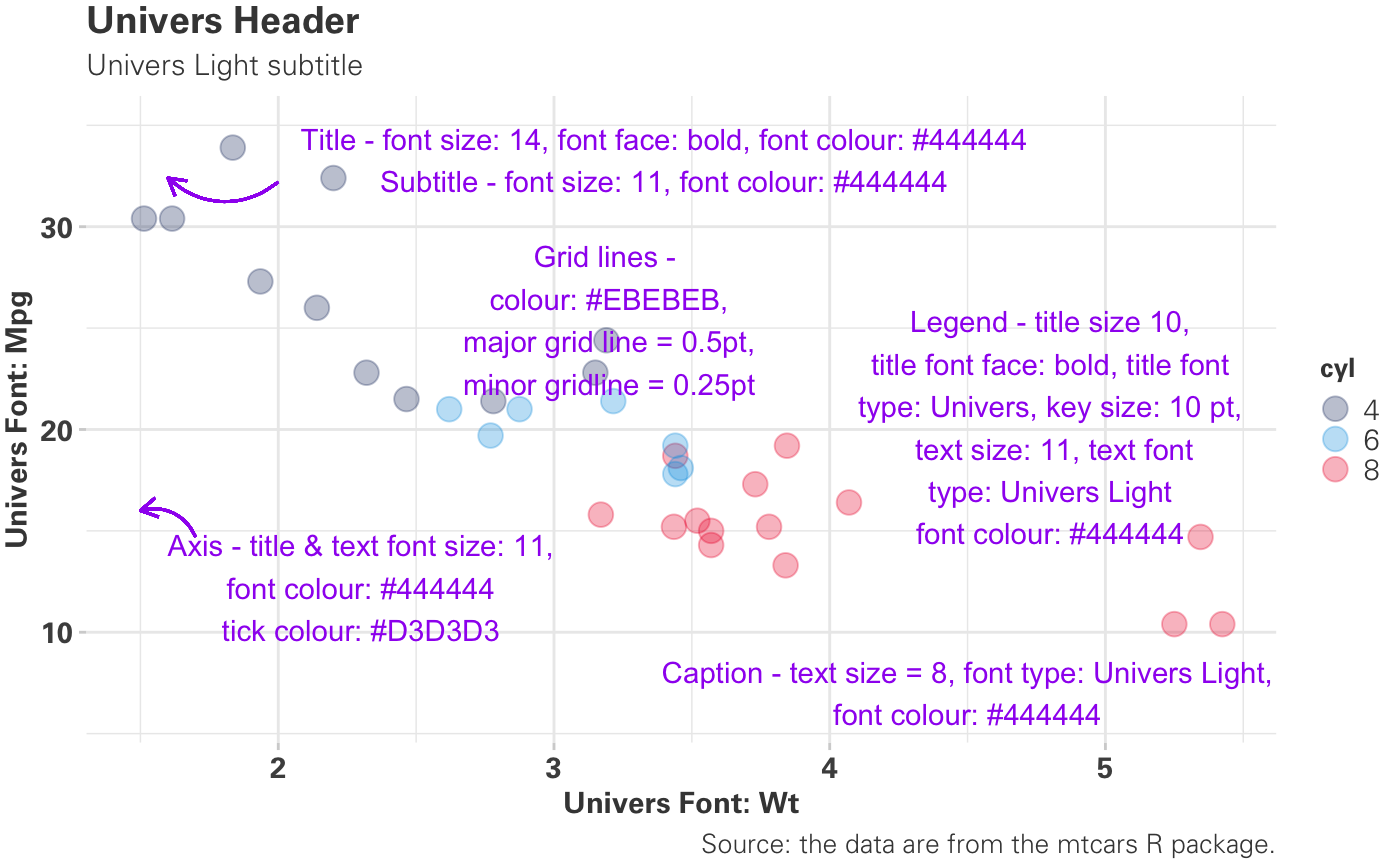 Univers Header
Univers Light subtitle
Title - font size: 14, font face: bold, font colour: #444444
Subtitle - font size: 11, font colour: #444444
Grid lines -
colour: #EBEBEB,
major grid line = 0.5pt,
minor gridline = 0.25pt
Legend - title size 10,
title font face: bold, title font
type: Univers, key size: 10 pt,
text size: 11, text font
type: Univers Light
font colour: #444444
Axis - title & text font size: 11,
font colour: #444444
tick colour: #D3D3D3
Caption - text size = 8, font type: Univers Light,
font colour: #444444
Univers Font: Mpg
30
20
10
2
3
4
5
Univers Font: Wt
cyl
4
6
8
Source: the data are from the mtcars R package.